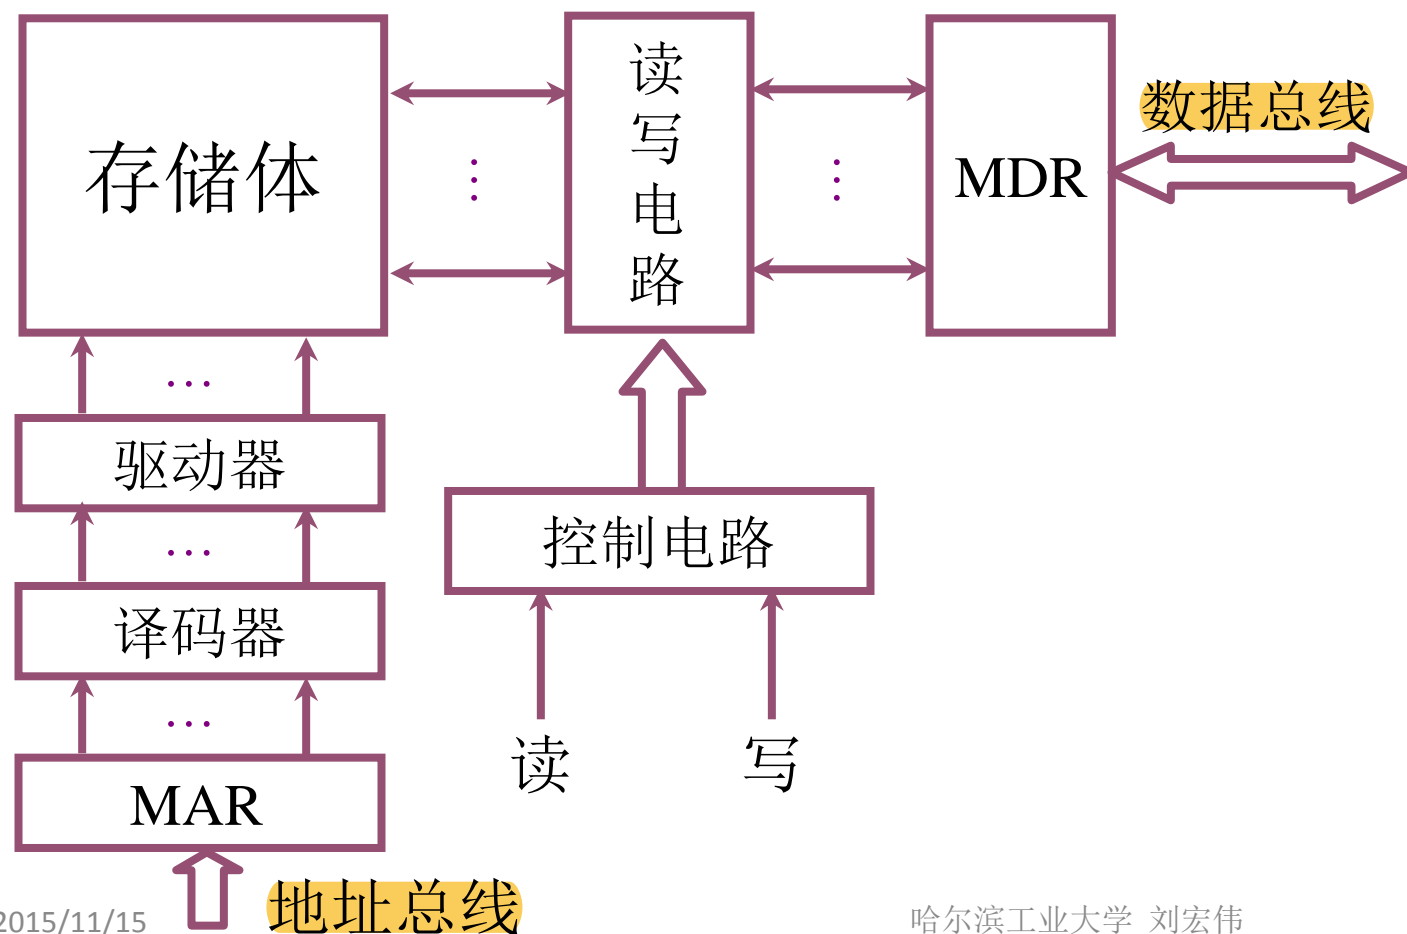 存储体
读
写
电
路
MDR
数据总线
…
⋮
⋮
驱动器
…
控制电路
译码器
…
读
写
MAR
地址总线
2015/11/15
哈尔滨工业大学 刘宏伟